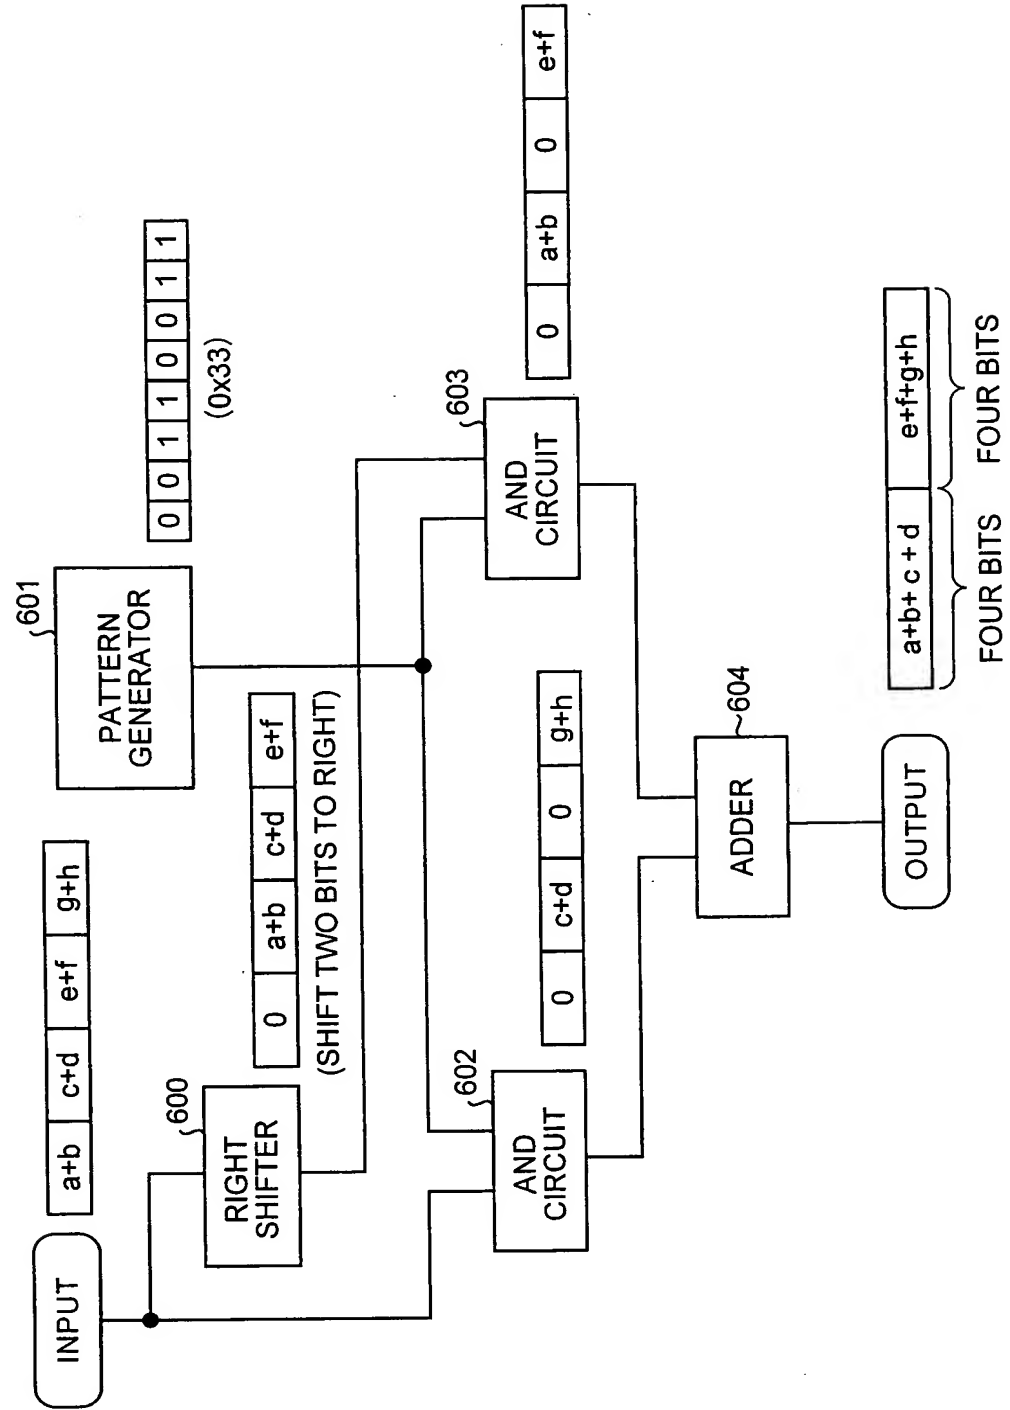 INPUT
a+b c+d e+f g+h
600
RIGHT
SHIFTER
0 a+b c+d e+f
(SHIFT TWO BITS TO RIGHT)
601
PATTERN
GENERATOR
0 0 1 1 0 0 1 1
(0x33)
602
AND
CIRCUIT
0 c+d 0 g+h
603
AND
CIRCUIT
0 a+b 0 e+f
604
ADDER
OUTPUT
a+b+ c + d e+f+g+h
FOUR BITS FOUR BITS